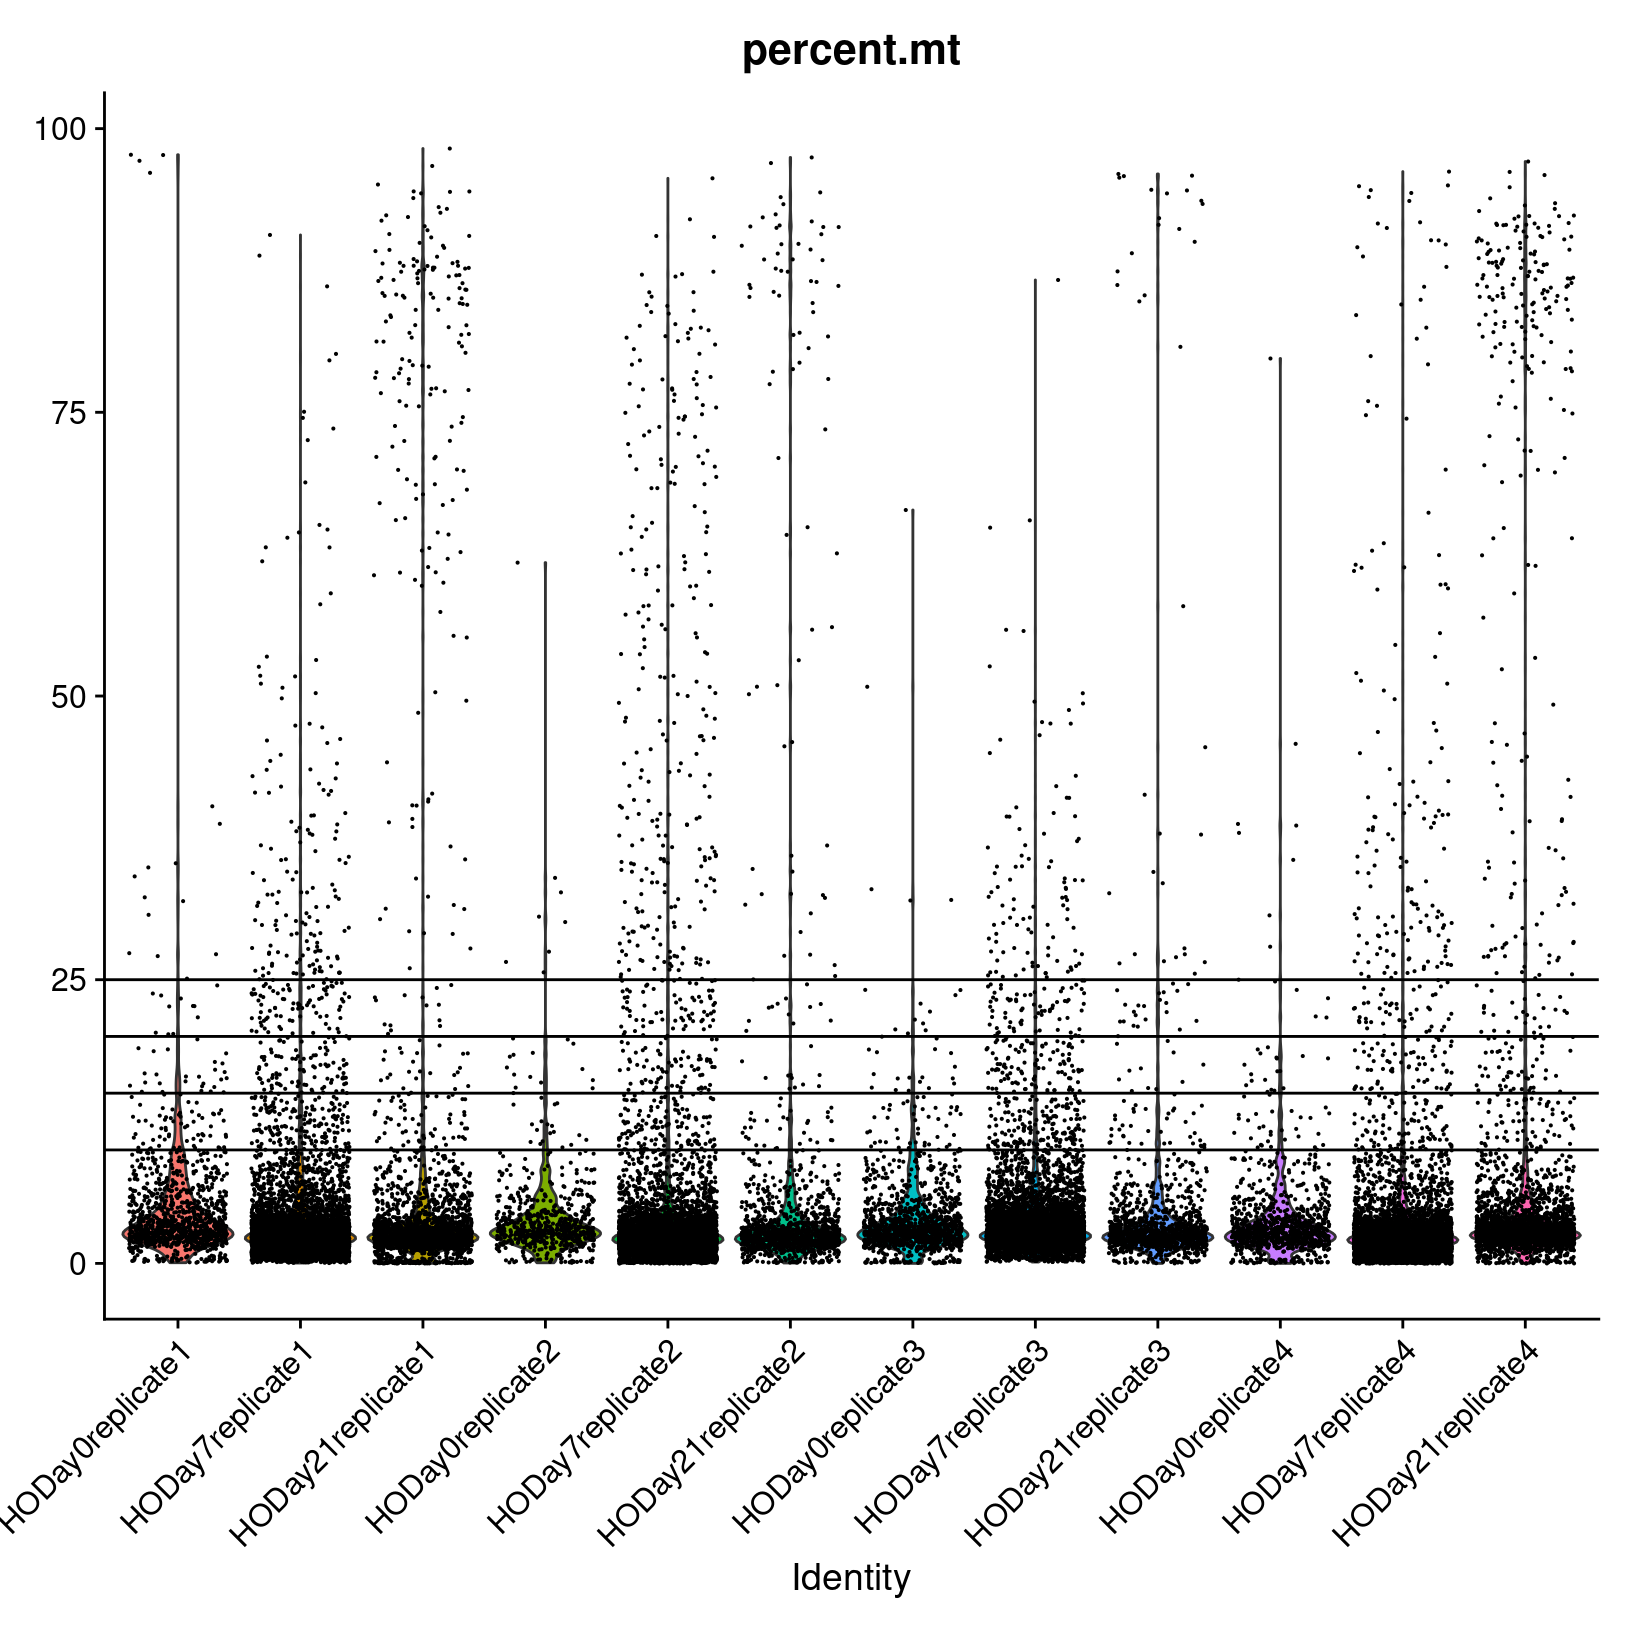 percent.mt
100
75
50
25
0
HODay0replicate1
HODay7replicate1
HODay21replicate1
HODay0replicate2
HODay7replicate2
HODay21replicate2
HODay0replicate3
HODay7replicate3
HODay21replicate3
HODay0replicate4
HODay7replicate4
HODay21replicate4
Identity